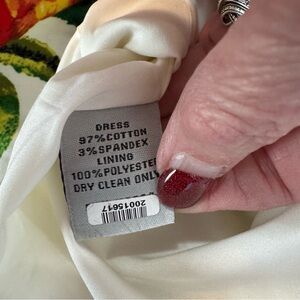 DRESS
97%COTTON
3%SPANDEX
LINING
100%POLYESTER
DRY CLEAN ONLY
20015617